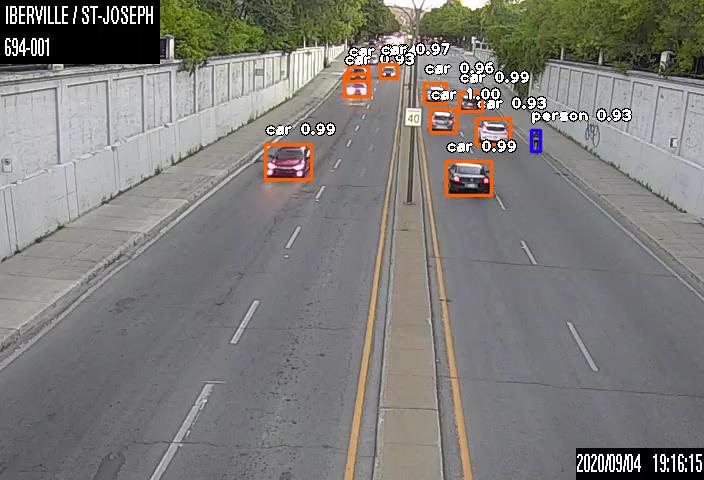 IBERVILLE / ST-JOSEPH
694-001
car 0.97
car 0.93
car 0.96
car 0.99
car 1.00
car 0.93
person 0.93
car 0.99
car 0.99
40
2020/09/04 19:16:15